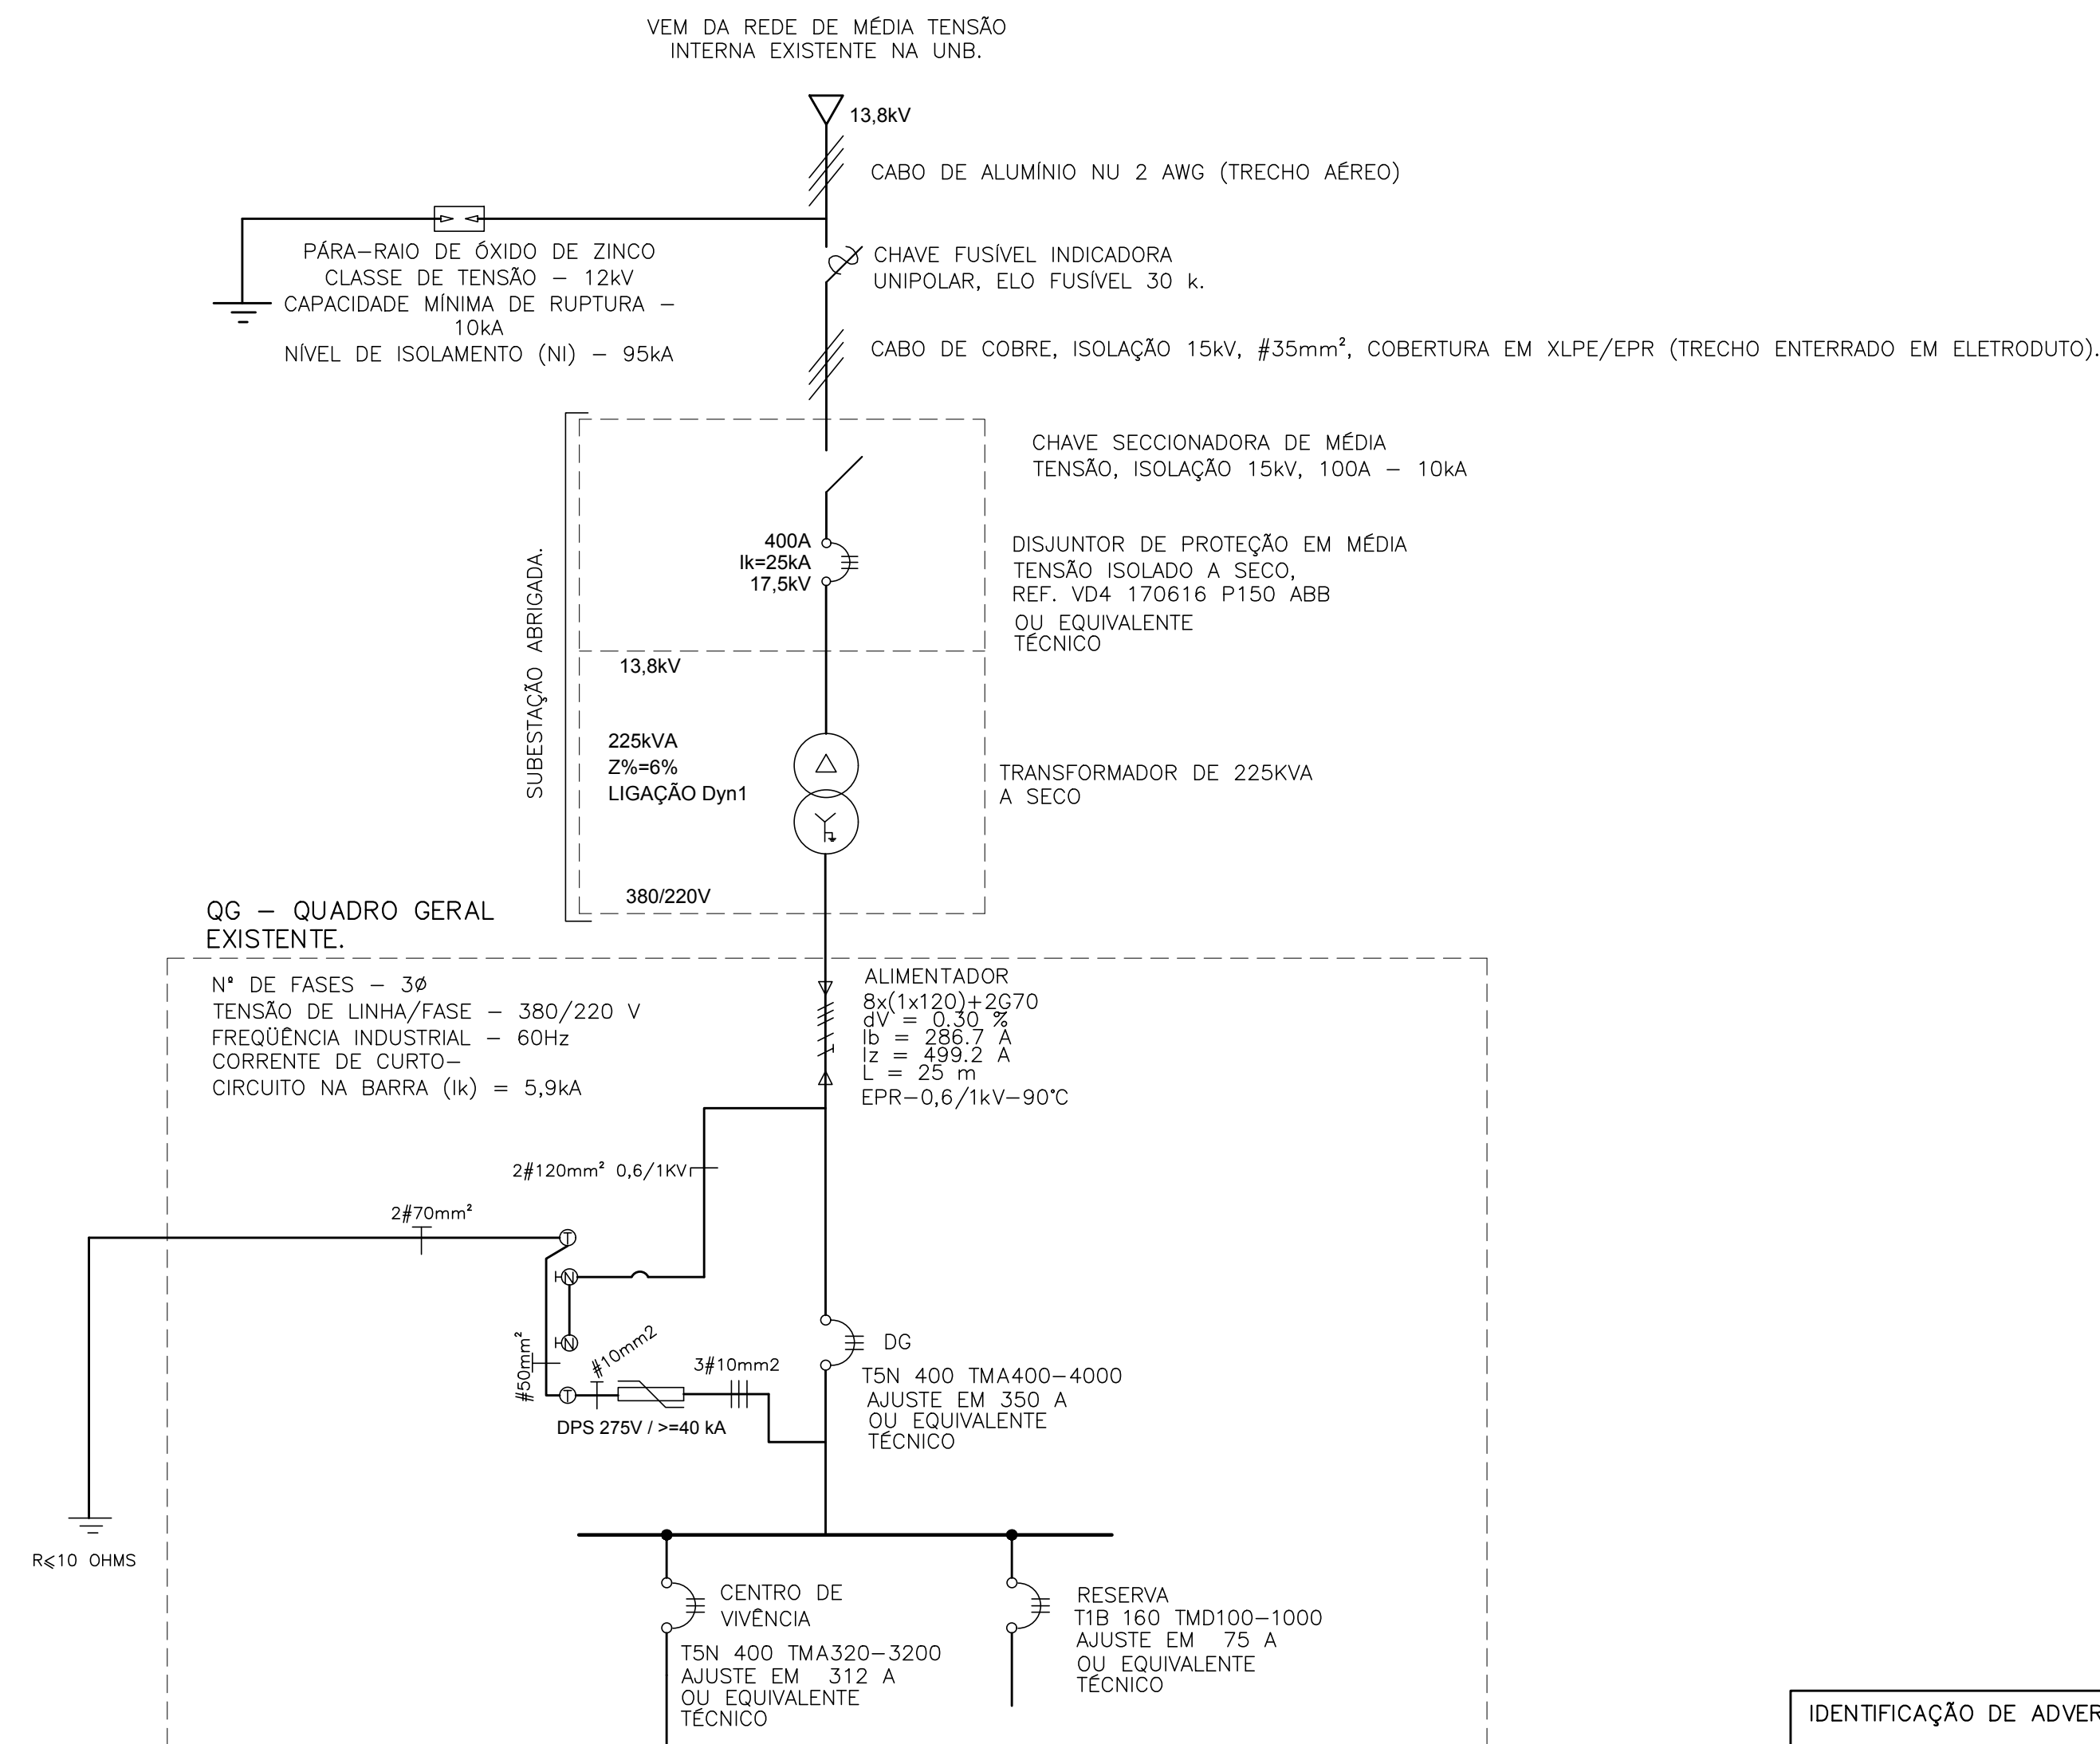 VEM DA REDE DE MÉDIA TENSÃO
INTERNA EXISTENTE NA UNB.
13,8kV
CABO DE ALUMÍNIO NU 2 AWG (TRECHO AÉREO)
PÁRA-RAIO DE ÓXIDO DE ZINCO
CLASSE DE TENSÃO - 12kV
CAPACIDADE MÍNIMA DE RUPTURA -
10kA
NÍVEL DE ISOLAMENTO (NI) - 95kA
CHAVE FUSÍVEL INDICADORA
UNIPOLAR, ELO FUSÍVEL 30 k.
CABO DE COBRE, ISOLAÇÃO 15kV, #35mm², COBERTURA EM XLPE/EPR (TRECHO ENTERRADO EM ELETRODUTO).
CHAVE SECCIONADORA DE MÉDIA
TENSÃO, ISOLAÇÃO 15kV, 100A - 10kA
400A
Ik=25kA
17,5kV
DISJUNTOR DE PROTEÇÃO EM MÉDIA
TENSÃO ISOLADO A SECO,
REF. VD4 170616 P150 ABB
OU EQUIVALENTE
TÉCNICO
SUBESTAÇÃO ABRIGADA.
13,8kV
225kVA
Z%=6%
LIGAÇÃO Dyn1
TRANSFORMADOR DE 225KVA
A SECO
380/220V
QG - QUADRO GERAL
EXISTENTE.
Nº DE FASES - 3Ø
TENSÃO DE LINHA/FASE - 380/220 V
FREQÜÊNCIA INDUSTRIAL - 60Hz
CORRENTE DE CURTO-
CIRCUITO NA BARRA (Ik) = 5,9kA
ALIMENTADOR
8x(1x120)+2G70
dV = 0.30 %
Ib = 286.7 A
Iz = 499.2 A
L = 25 m
EPR-0,6/1kV-90°C
2#120mm² 0,6/1KV
2#70mm²
T
N
N
#50mm²
#10mm2
3#10mm2
T
DPS 275V / >=40 kA
DG
T5N 400 TMA400-4000
AJUSTE EM 350 A
OU EQUIVALENTE
TÉCNICO
R⩽10 OHMS
CENTRO DE
VIVÊNCIA
T5N 400 TMA320-3200
AJUSTE EM 312 A
OU EQUIVALENTE
TÉCNICO
RESERVA
T1B 160 TMD100-1000
AJUSTE EM 75 A
OU EQUIVALENTE
TÉCNICO
IDENTIFICAÇÃO DE ADVER